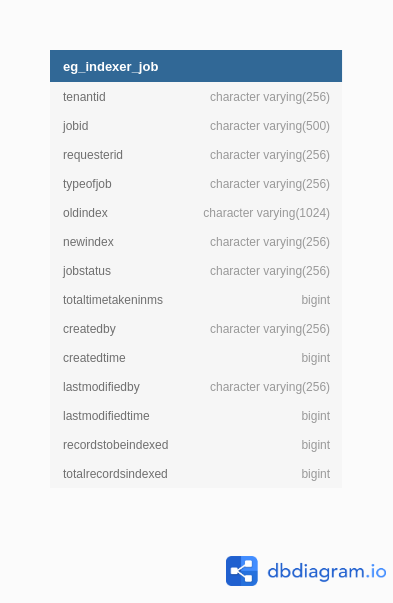 eg_indexer_job
tenantid character varying(256)
jobid character varying(500)
requesterid character varying(256)
typeofjob character varying(256)
oldindex character varying(1024)
newindex character varying(256)
jobstatus character varying(256)
totaltimetakeninms bigint
createdby character varying(256)
createdtime bigint
lastmodifiedby character varying(256)
lastmodifiedtime bigint
recordstobeindexed bigint
totalrecordsindexed bigint
dbdiagram.io